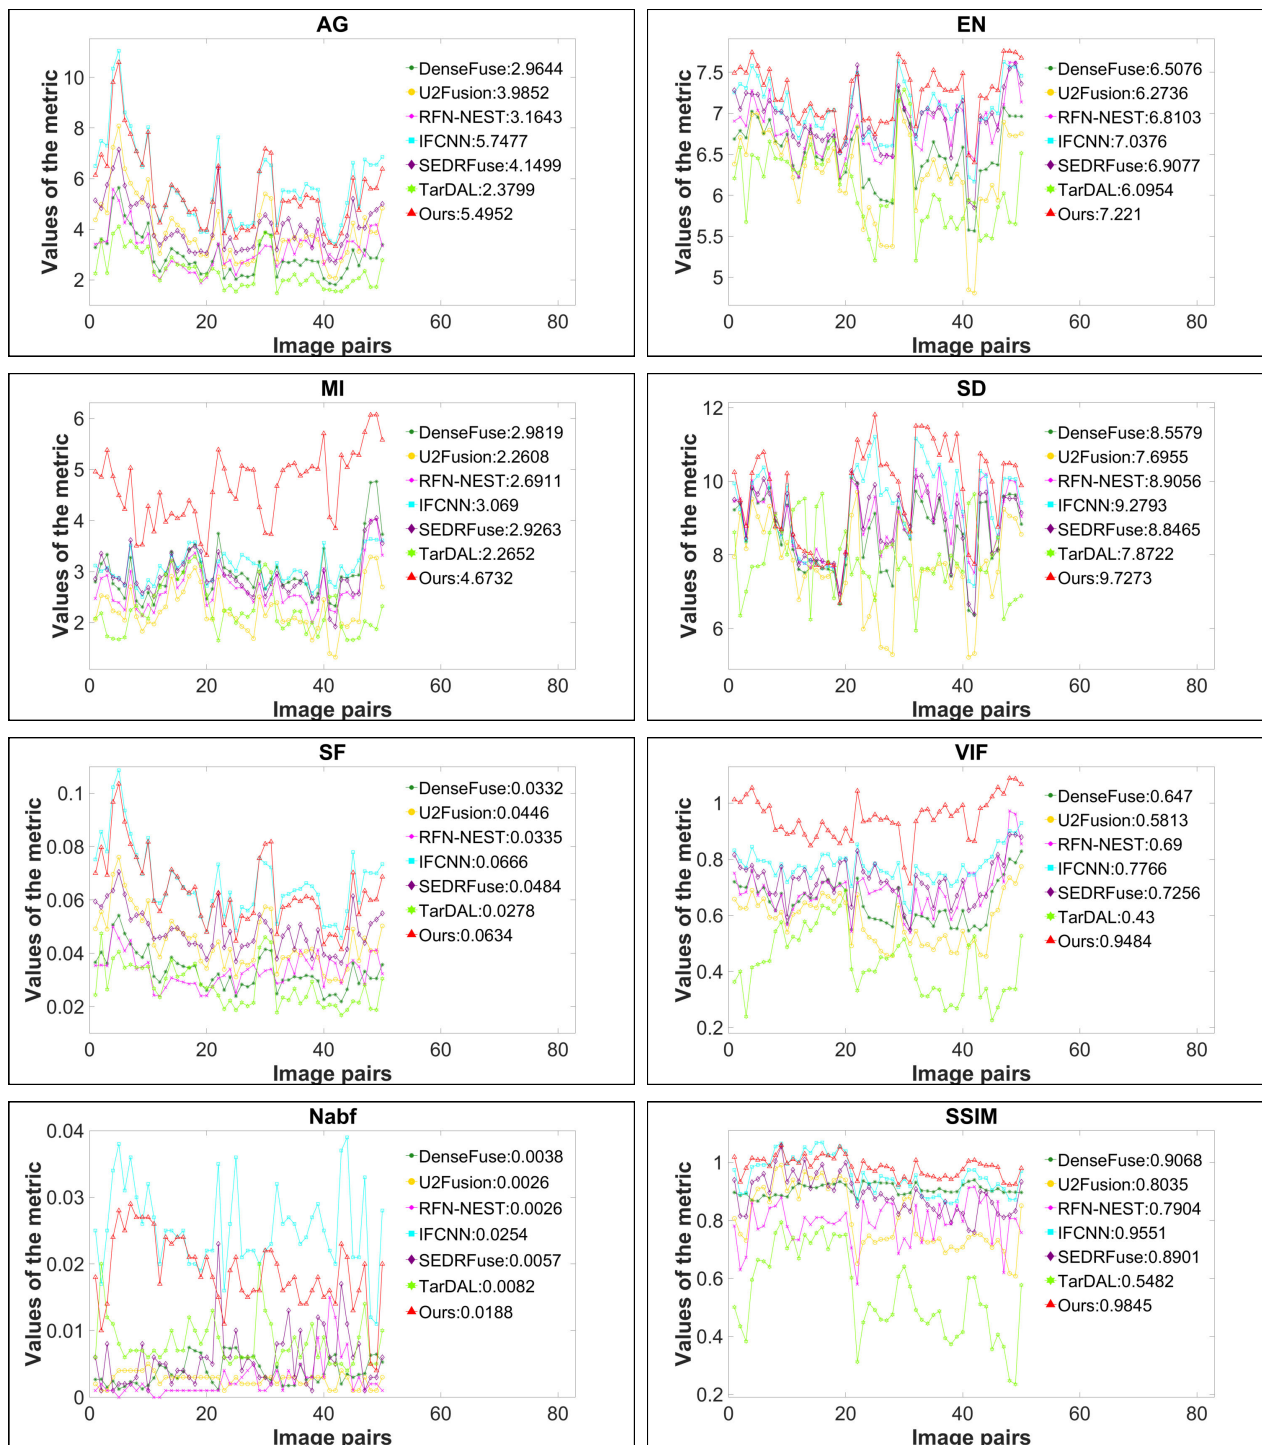 AG
Values of the metric
10
8
6
4
2
0
20
40
60
80
Image pairs
DenseFuse:2.9644
U2Fusion:3.9852
RFN-NEST:3.1643
IFCNN:5.7477
SEDRFuse:4.1499
TarDAL:2.3799
Ours:5.4952
EN
Values of the metric
7.5
7
6.5
6
5.5
5
0
20
40
60
80
Image pairs
DenseFuse:6.5076
U2Fusion:6.2736
RFN-NEST:6.8103
IFCNN:7.0376
SEDRFuse:6.9077
TarDAL:6.0954
Ours:7.221
MI
Values of the metric
6
5
4
3
2
0
20
40
60
80
Image pairs
DenseFuse:2.9819
U2Fusion:2.2608
RFN-NEST:2.6911
IFCNN:3.069
SEDRFuse:2.9263
TarDAL:2.2652
Ours:4.6732
SD
Values of the metric
12
10
8
6
0
20
40
60
80
Image pairs
DenseFuse:8.5579
U2Fusion:7.6955
RFN-NEST:8.9056
IFCNN:9.2793
SEDRFuse:8.8465
TarDAL:7.8722
Ours:9.7273
SF
Values of the metric
0.1
0.08
0.06
0.04
0.02
0
20
40
60
80
Image pairs
DenseFuse:0.0332
U2Fusion:0.0446
RFN-NEST:0.0335
IFCNN:0.0666
SEDRFuse:0.0484
TarDAL:0.0278
Ours:0.0634
VIF
Values of the metric
1
0.8
0.6
0.4
0.2
0
20
40
60
80
Image pairs
DenseFuse:0.647
U2Fusion:0.5813
RFN-NEST:0.69
IFCNN:0.7766
SEDRFuse:0.7256
TarDAL:0.43
Ours:0.9484
Nabf
Values of the metric
0.04
0.03
0.02
0.01
0
0
20
40
60
80
Image pairs
DenseFuse:0.0038
U2Fusion:0.0026
RFN-NEST:0.0026
IFCNN:0.0254
SEDRFuse:0.0057
TarDAL:0.0082
Ours:0.0188
SSIM
Values of the metric
1
0.8
0.6
0.4
0.2
0
20
40
60
80
Image pairs
DenseFuse:0.9068
U2Fusion:0.8035
RFN-NEST:0.7904
IFCNN:0.9551
SEDRFuse:0.8901
TarDAL:0.5482
Ours:0.9845